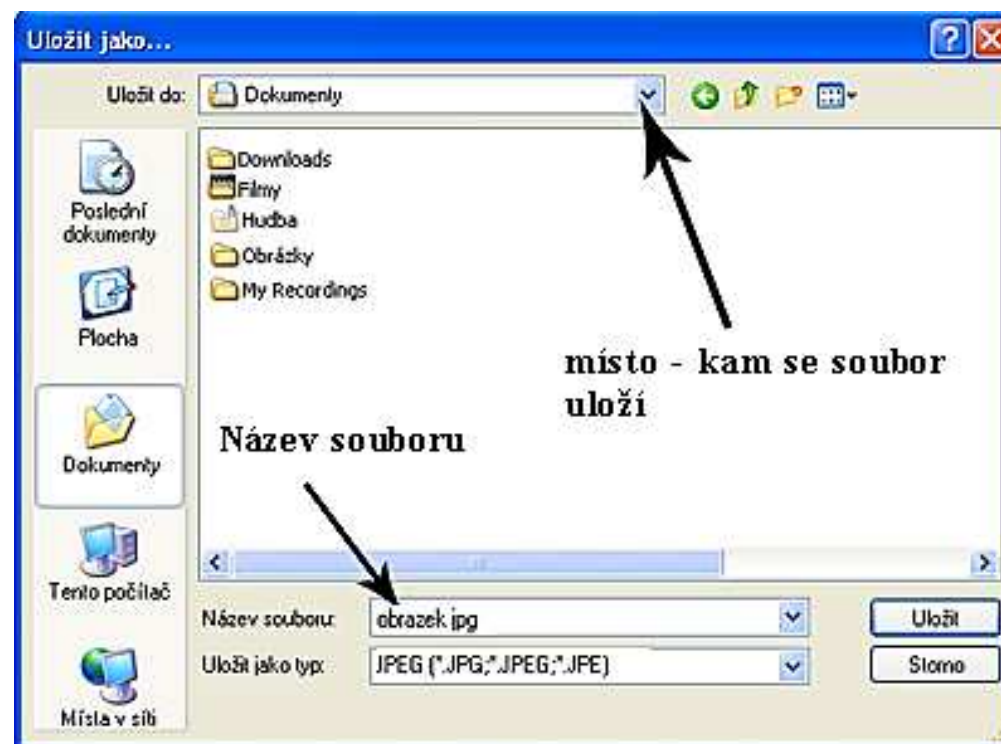 Uložit jako...
Uložit do: Dokumenty
Poslední
dokumenty
Plocha
Dokumenty
Tento počítač
Místa v síti
Downloads
Filmy
Hudba
Obrázky
My Recordings
místo - kam se soubor
uloží
Název souboru
Název souboru: obrazek.jpg Uložit
Uložit jako typ: JPEG (*.JPG;*.JPEG;*.JPE) Storno